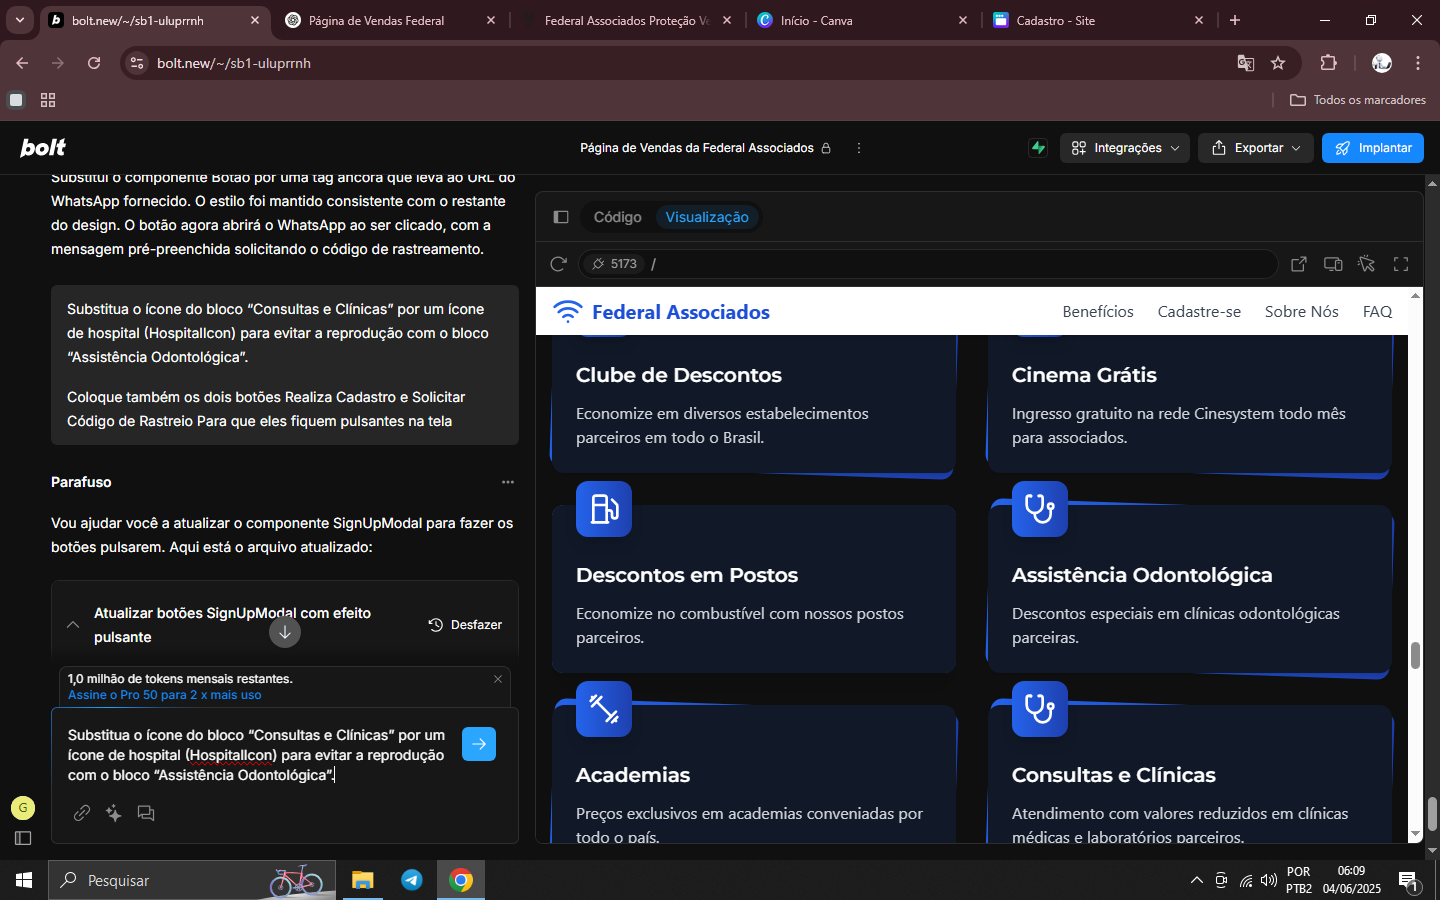 bolt.new/~/sb1-uluprrnh
Página de Vendas Federal
Federal Associados Proteção Ve
Início - Canva
Cadastro - Site
bolt.new/~/sb1-uluprrnh
Todos os marcadores
bolt
Página de Vendas da Federal Associados
Integrações
Exportar
Implantar
Substituí o componente Botão por uma tag âncora que leva ao URL do
WhatsApp fornecido. O estilo foi mantido consistente com o restante
do design. O botão agora abrirá o WhatsApp ao ser clicado, com a
mensagem pré-preenchida solicitando o código de rastreamento.
Substitua o ícone do bloco “Consultas e Clínicas” por um ícone
de hospital (HospitalIcon) para evitar a reprodução com o bloco
“Assistência Odontológica”.
Coloque também os dois botões Realiza Cadastro e Solicitar
Código de Rastreio Para que eles fiquem pulsantes na tela
Parafuso
Vou ajudar você a atualizar o componente SignUpModal para fazer os
botões pulsarem. Aqui está o arquivo atualizado:
Atualizar botões SignUpModal com efeito
pulsante
Desfazer
1,0 milhão de tokens mensais restantes.
Assine o Pro 50 para 2 x mais uso
Substitua o ícone do bloco “Consultas e Clínicas” por um
ícone de hospital (HospitalIcon) para evitar a reprodução
com o bloco “Assistência Odontológica”.
G
Código
Visualização
5173
/
Federal Associados
Benefícios
Cadastre-se
Sobre Nós
FAQ
Clube de Descontos
Economize em diversos estabelecimentos
parceiros em todo o Brasil.
Cinema Grátis
Ingresso gratuito na rede Cinesystem todo mês
para associados.
Descontos em Postos
Economize no combustível com nossos postos
parceiros.
Assistência Odontológica
Descontos especiais em clínicas odontológicas
parceiras.
Academias
Preços exclusivos em academias conveniadas por
todo o país.
Consultas e Clínicas
Atendimento com valores reduzidos em clínicas
médicas e laboratórios parceiros.
Pesquisar
POR
PTB2
06:09
04/06/2025
1